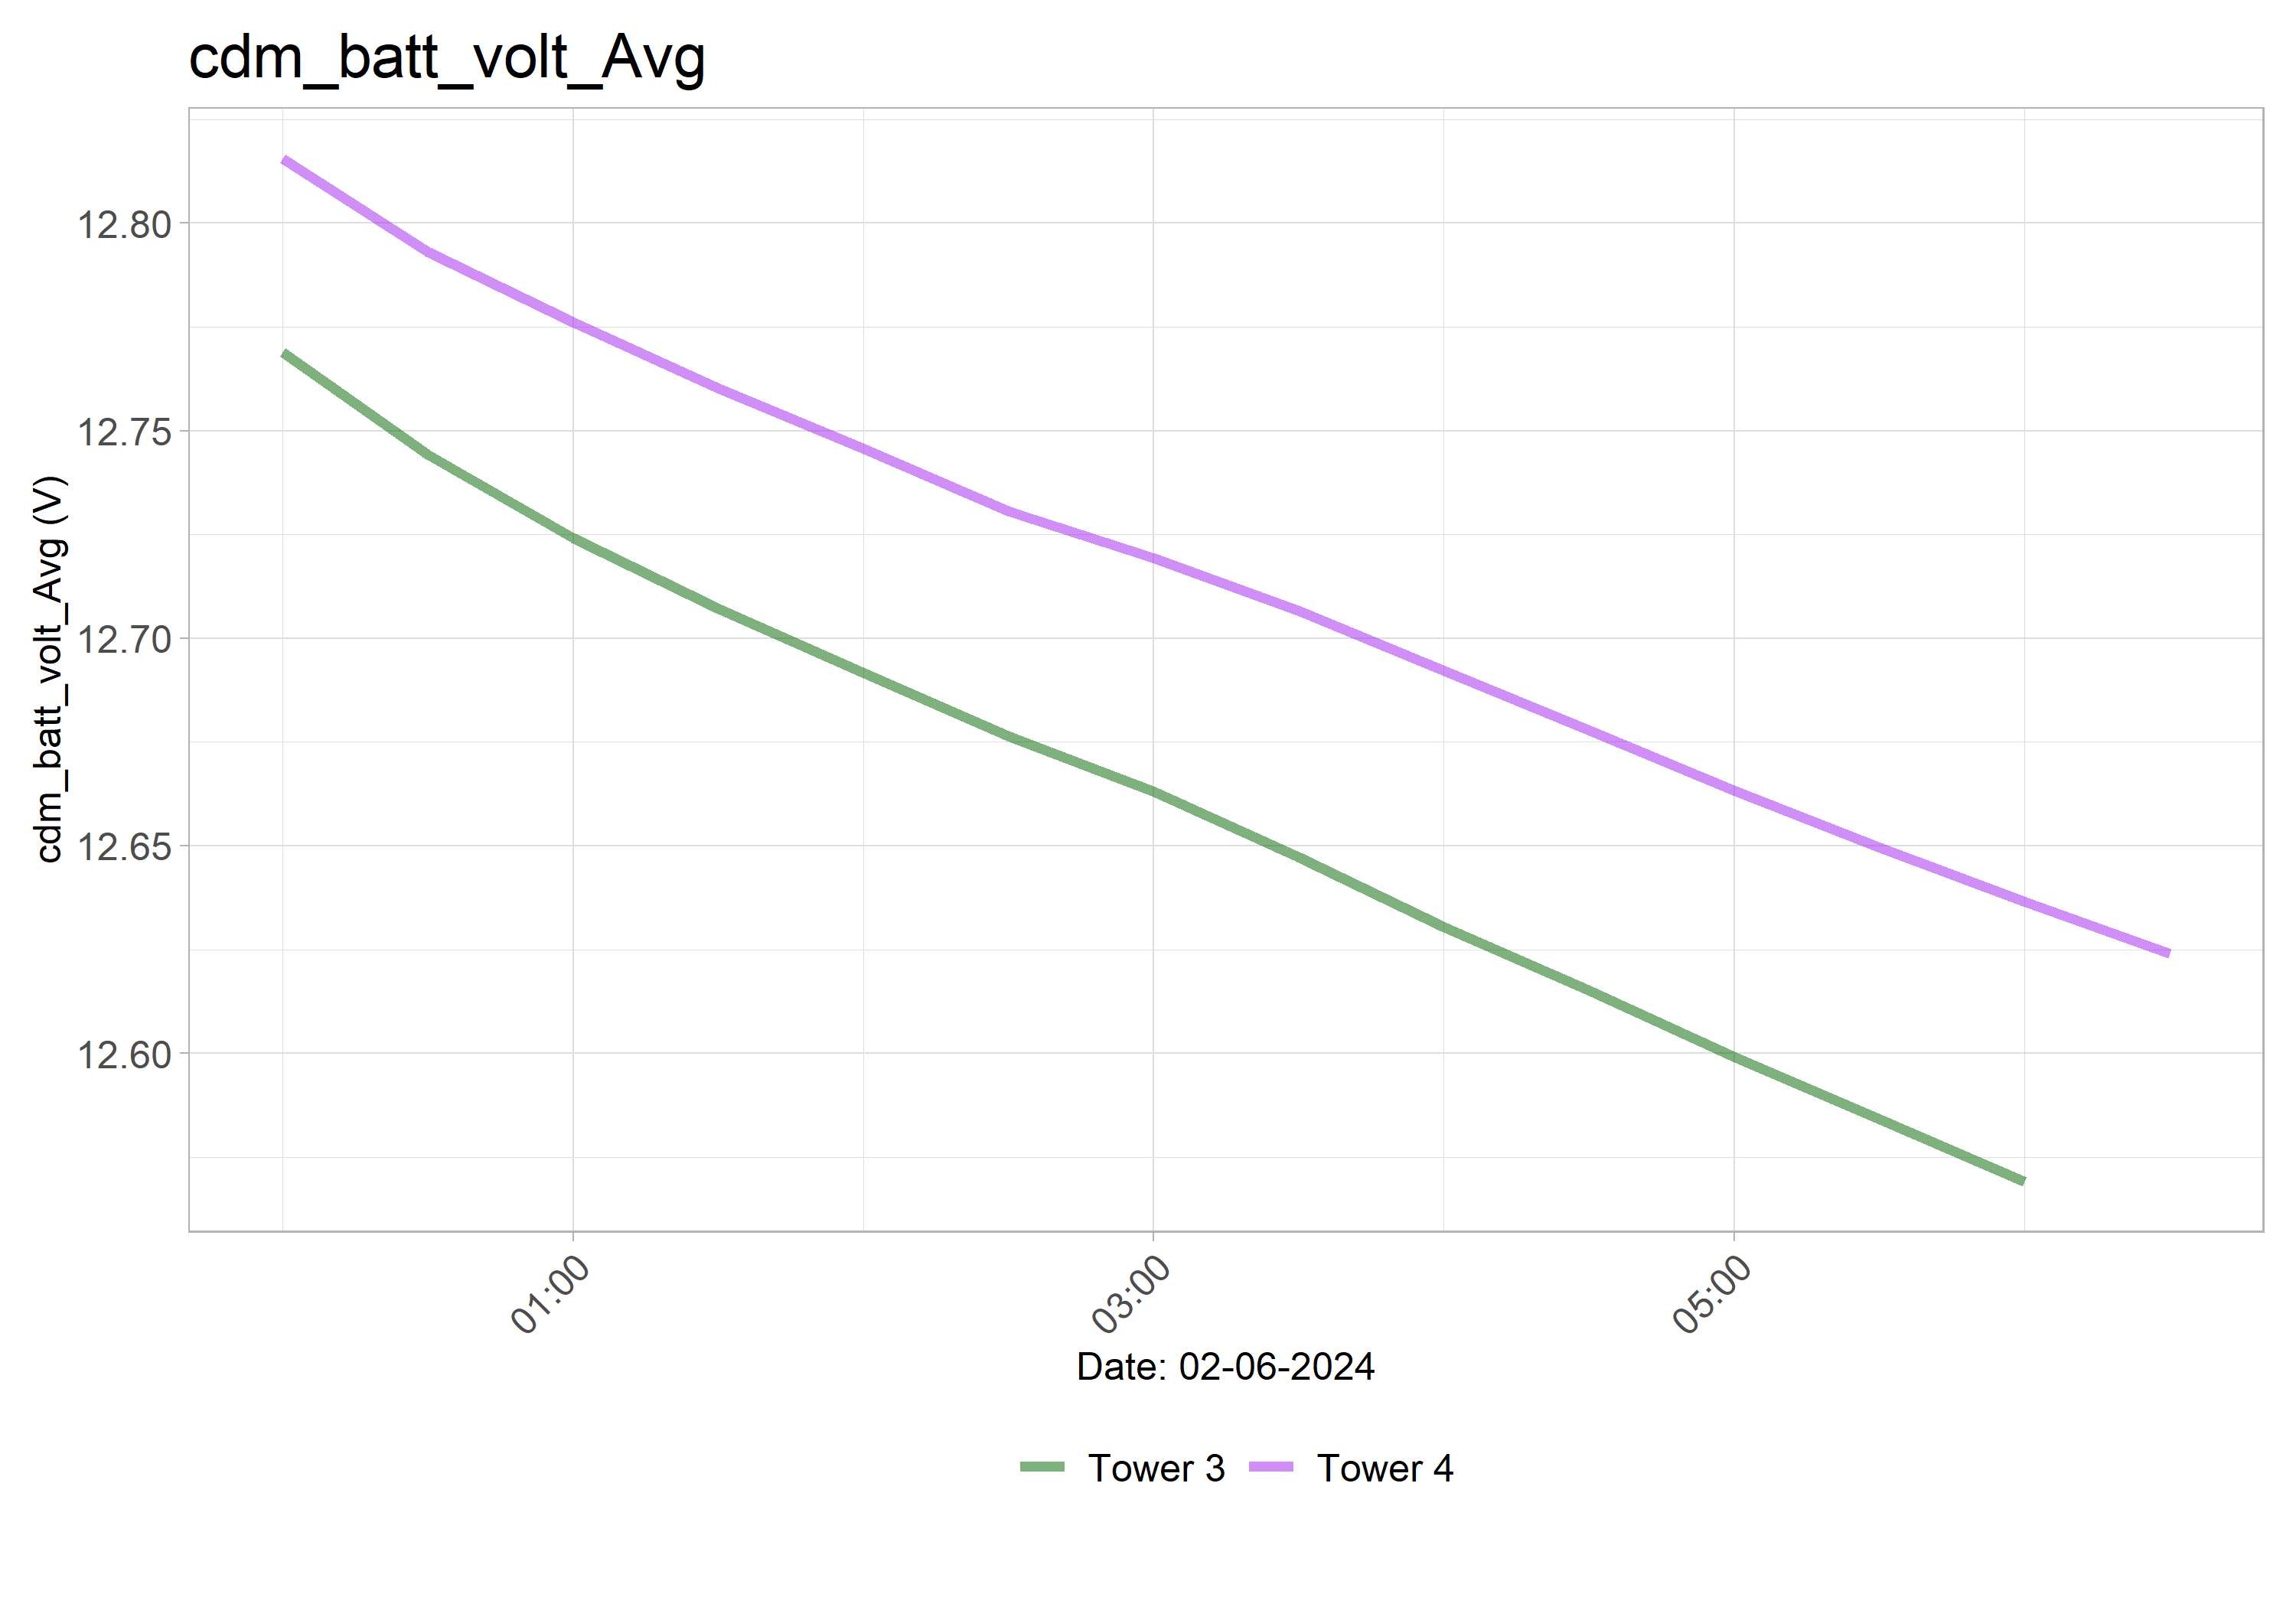 cdm_batt_volt_Avg
cdm_batt_volt_Avg (V)
12.80
12.75
12.70
12.65
12.60
01:00
03:00
05:00
Date: 02-06-2024
Tower 3
Tower 4